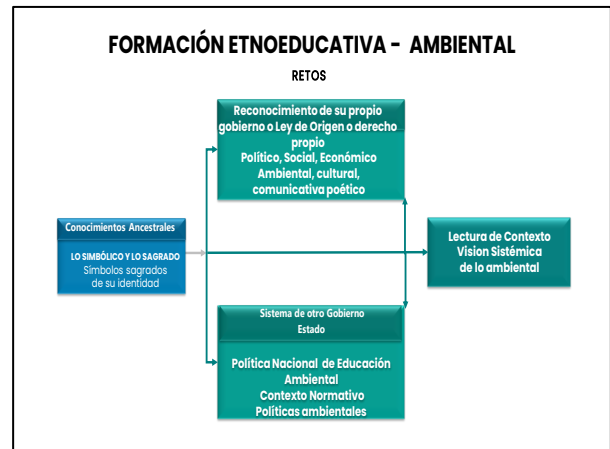 FORMACIÓN ETNOEDUCATIVA - AMBIENTAL
RETOS
Reconocimiento de su propio
gobierno o Ley de Origen o derecho
propio
Político, Social, Económico
Ambiental, cultural,
comunicativa poético
Conocimientos Ancestrales
LO SIMBÓLICO Y LO SAGRADO
Símbolos sagrados
de su identidad
Lectura de Contexto
Vision Sistémica
de lo ambiental
Sistema de otro Gobierno
Estado
Política Nacional de Educación
Ambiental
Contexto Normativo
Políticas ambientales